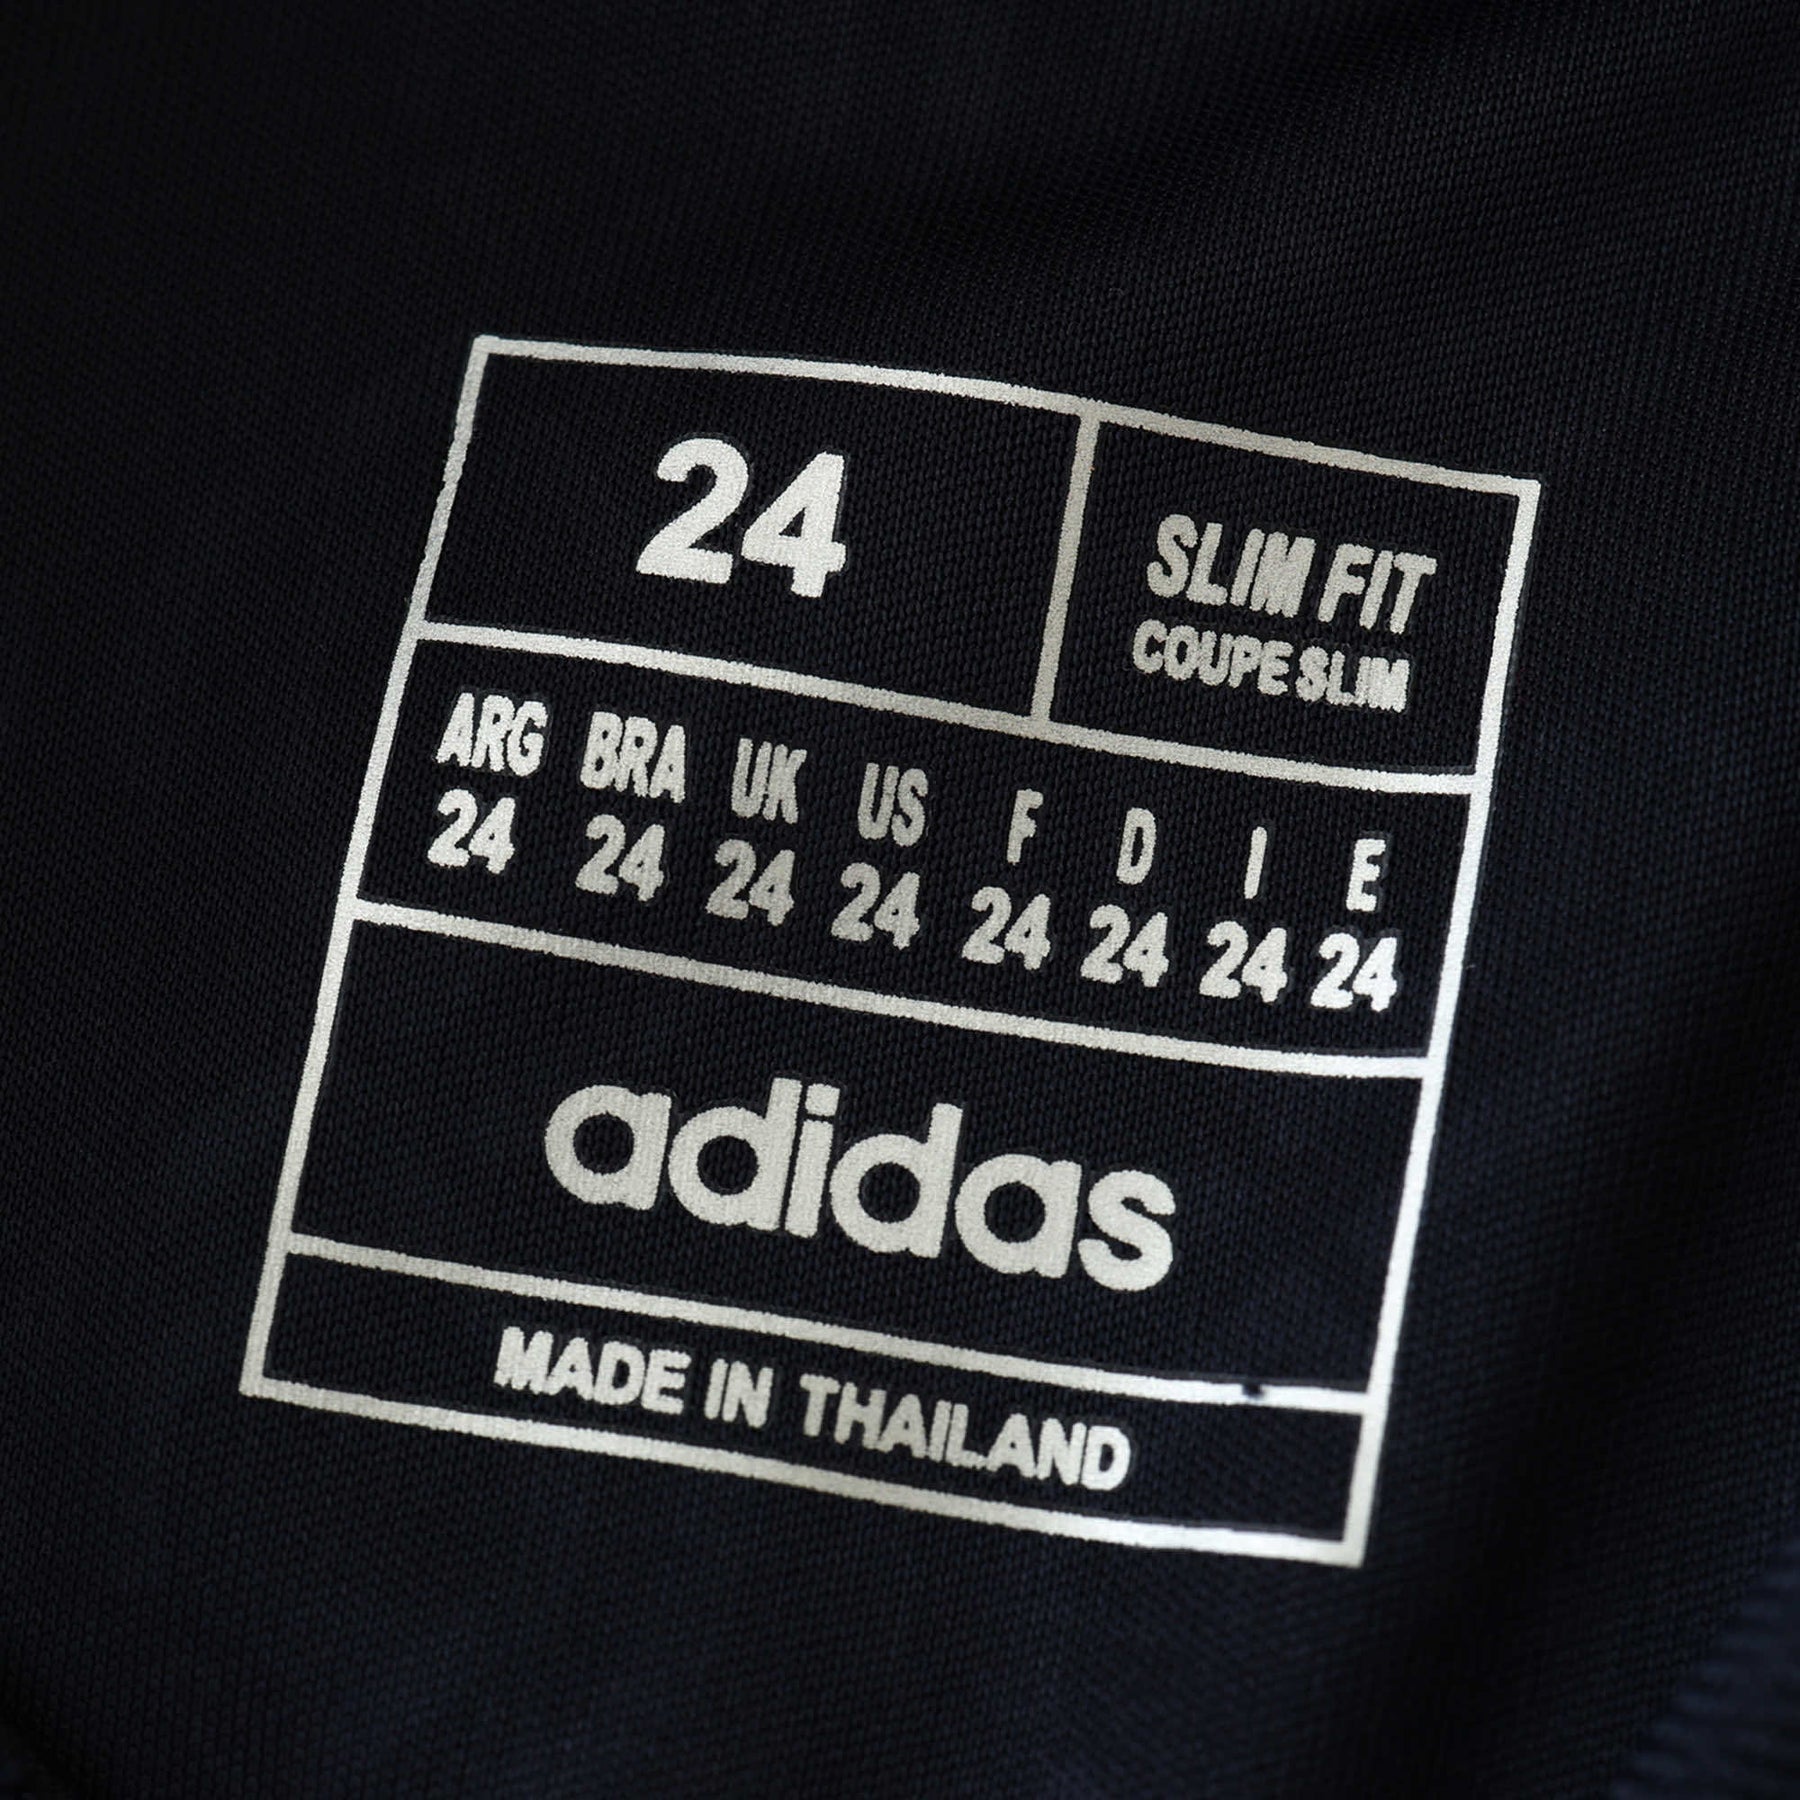 24
SLIM FIT
COUPE SLIM
ARG BRA UK US F D I E
24 24 24 24 24 24 24 24
adidas
MADE IN THAILAND